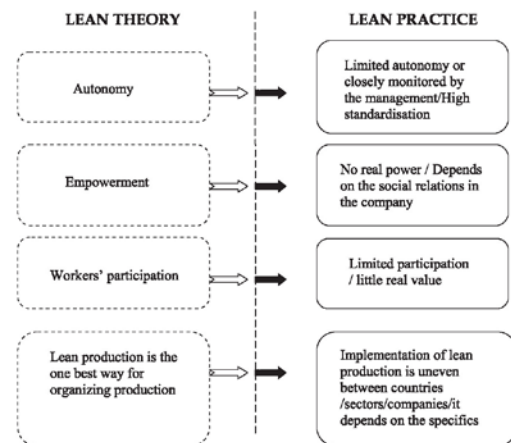 LEAN THEORY
LEAN PRACTICE
Autonomy
Limited autonomy or
closely monitored by
the management/High
standardisation
Empowerment
No real power / Depends
on the social relations in
the company
Workers' participation
Limited participation
/ little real value
Lean production is the
one best way for
organizing production
Implementation of lean
production is uneven
between countries
/sectors/companies/it
depends on the specifics